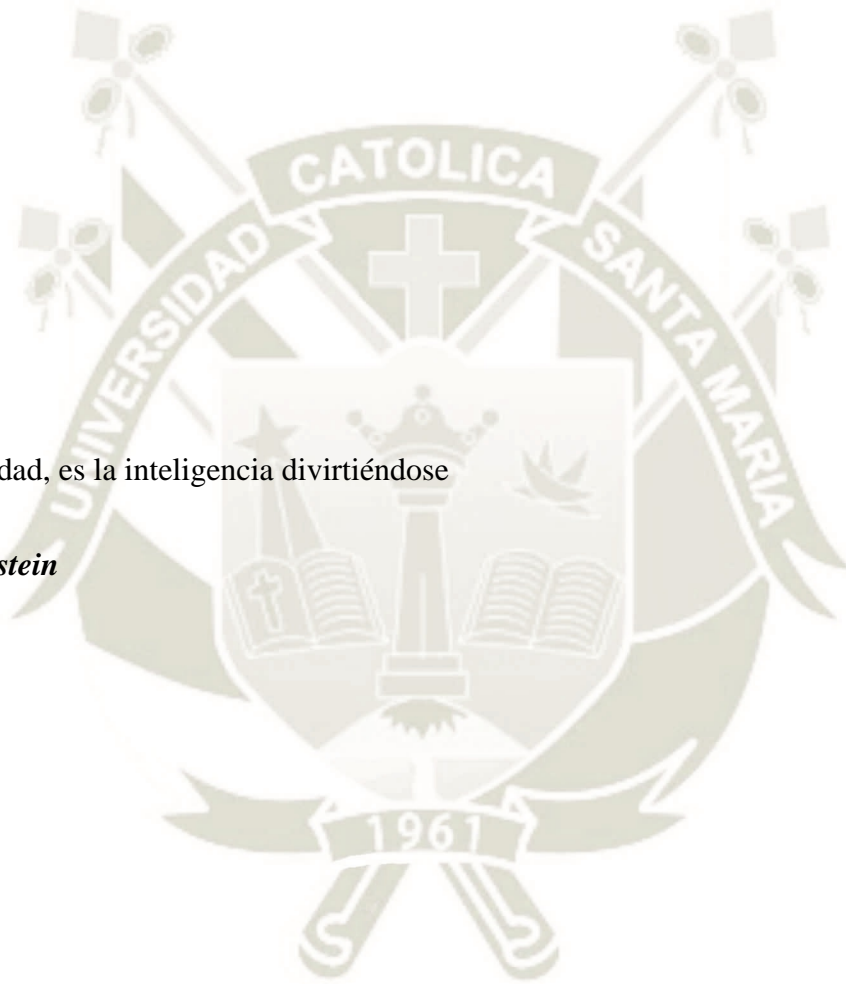 UNIVERSIDAD CATOLICA SANTA MARIA
dad, es la inteligencia divirtiéndose
stein
1961